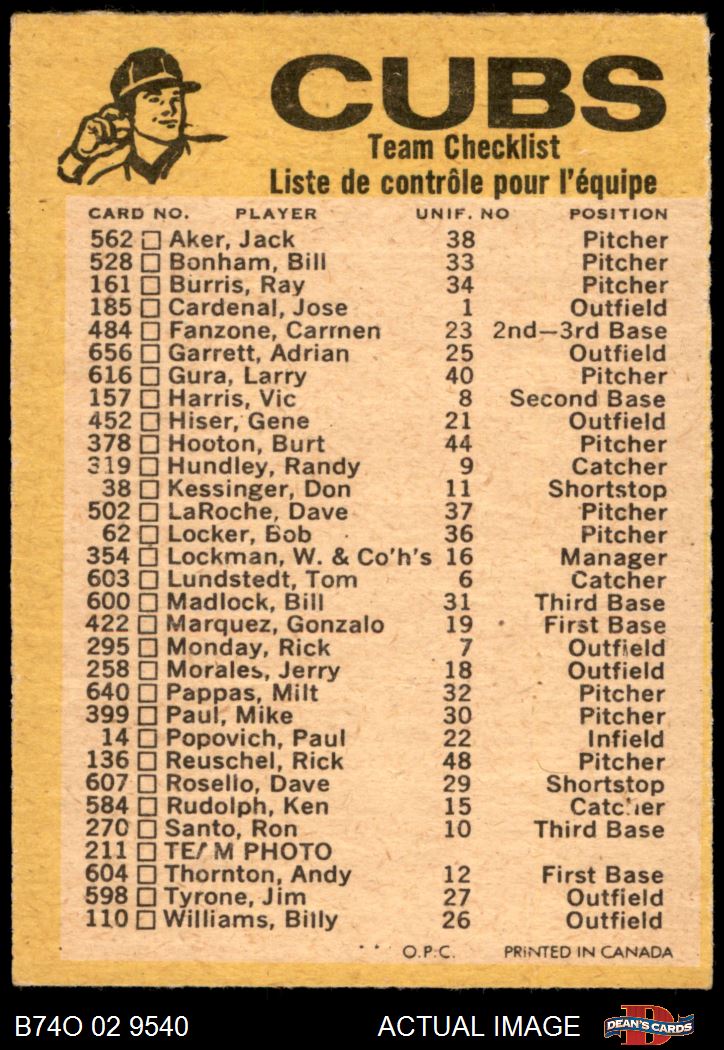 CUBS
Team Checklist
Liste de contrôle pour l'équipe
CARD NO. PLAYER UNIF. NO POSITION
562 Aker, Jack 38 Pitcher
528 Bonham, Bill 33 Pitcher
161 Burris, Ray 34 Pitcher
185 Cardenal, Jose 1 Outfield
484 Fanzone, Carmen 23 2nd—3rd Base
656 Garrett, Adrian 25 Outfield
616 Gura, Larry 40 Pitcher
157 Harris, Vic 8 Second Base
452 Hiser, Gene 21 Outfield
378 Hooton, Burt 44 Pitcher
319 Hundley, Randy 9 Catcher
38 Kessinger, Don 11 Shortstop
502 LaRoche, Dave 37 Pitcher
62 Locker, Bob 36 Pitcher
354 Lockman, W. & Co'h's 16 Manager
603 Lundstedt, Tom 6 Catcher
600 Madlock, Bill 31 Third Base
422 Marquez, Gonzalo 19 First Base
295 Monday, Rick 7 Outfield
258 Morales, Jerry 18 Outfield
640 Pappas, Milt 32 Pitcher
399 Paul, Mike 30 Pitcher
14 Popovich, Paul 22 Infield
136 Reuschel, Rick 48 Pitcher
607 Rosello, Dave 29 Shortstop
584 Rudolph, Ken 15 Catcher
270 Santo, Ron 10 Third Base
211 TEAM PHOTO
604 Thornton, Andy 12 First Base
598 Tyrone, Jim 27 Outfield
110 Williams, Billy 26 Outfield
O.P.C. PRINTED IN CANADA
B74O 02 9540 ACTUAL IMAGE D DEAN'S CARDS